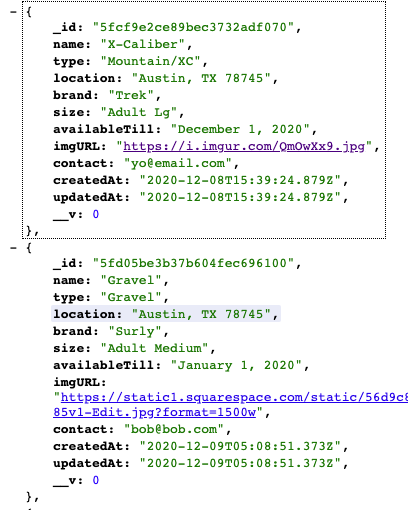 - {
_id: "5fcf9e2ce89bec3732adf070",
name: "X-Caliber",
type: "Mountain/XC",
location: "Austin, TX 78745",
brand: "Trek",
size: "Adult Lg",
availableTill: "December 1, 2020",
imgURL: "https://i.imgur.com/QmOwXx9.jpg",
contact: "yo@email.com",
createdAt: "2020-12-08T15:39:24.879Z",
updatedAt: "2020-12-08T15:39:24.879Z",
__v: 0
},
- {
_id: "5fd05be3b37b604fec696100",
name: "Gravel",
type: "Gravel",
location: "Austin, TX 78745",
brand: "Surly",
size: "Adult Medium",
availableTill: "January 1, 2020",
imgURL:
"https://static1.squarespace.com/static/56d9c8
85v1-Edit.jpg?format=1500w",
contact: "bob@bob.com",
createdAt: "2020-12-09T05:08:51.373Z",
updatedAt: "2020-12-09T05:08:51.373Z",
__v: 0
},